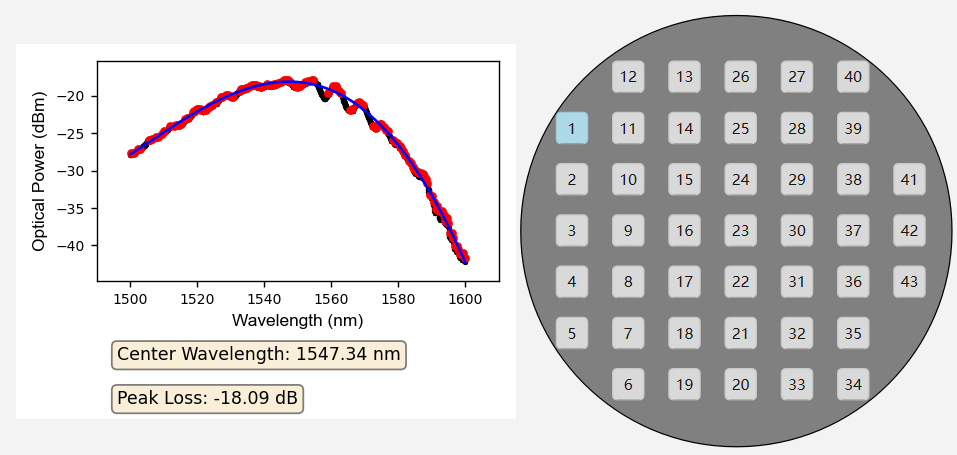 −20
−25
−30
−35
−40
Optical Power (dBm)
1500 1520 1540 1560 1580 1600
Wavelength (nm)
Center Wavelength: 1547.34 nm
Peak Loss: -18.09 dB
12 13 26 27 40
1 11 14 25 28 39
2 10 15 24 29 38 41
3 9 16 23 30 37 42
4 8 17 22 31 36 43
5 7 18 21 32 35
6 19 20 33 34